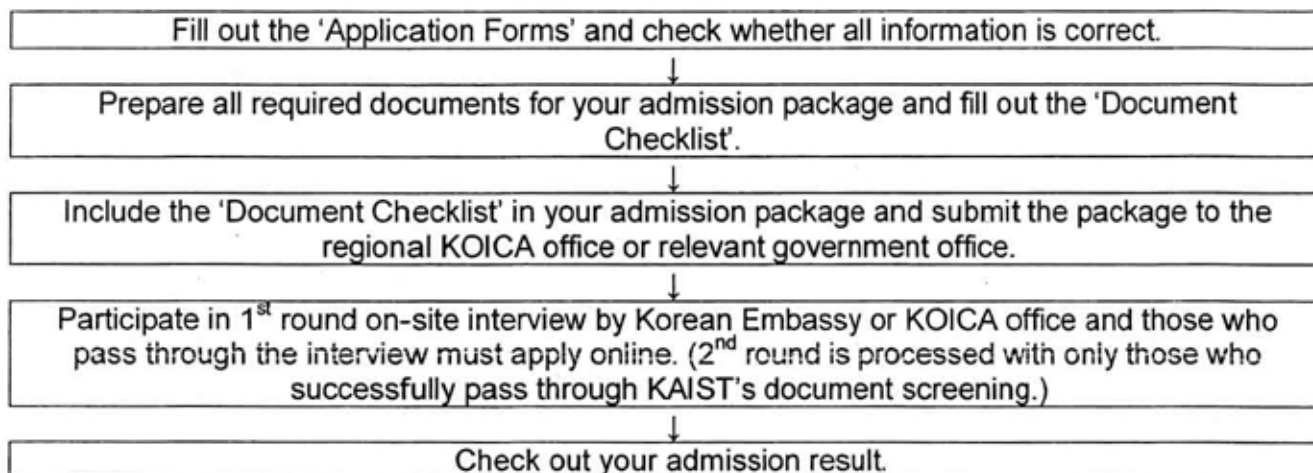 Fill out the ‘Application Forms’ and check whether all information is correct.
↓
Prepare all required documents for your admission package and fill out the ‘Document
Checklist’.
↓
Include the ‘Document Checklist’ in your admission package and submit the package to the
regional KOICA office or relevant government office.
↓
Participate in 1st round on-site interview by Korean Embassy or KOICA office and those who
pass through the interview must apply online. (2nd round is processed with only those who
successfully pass through KAIST’s document screening.)
↓
Check out your admission result.